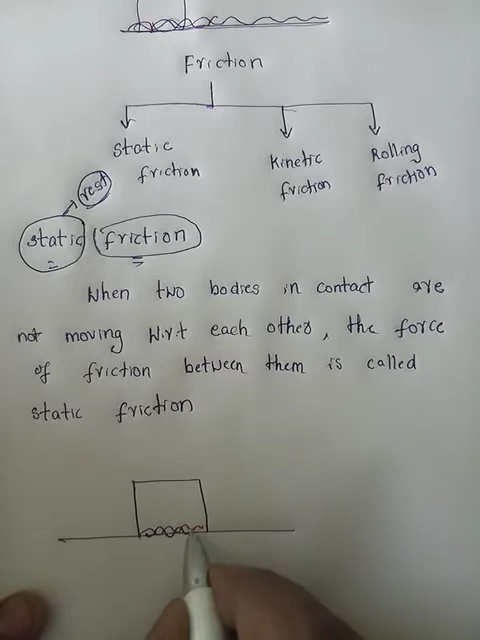 Friction
Static
friction
Kinetic
friction
Rolling
friction
rest
static friction
When two bodies in contact are
not moving w.r.t each other, the force
of friction between them is called
static friction